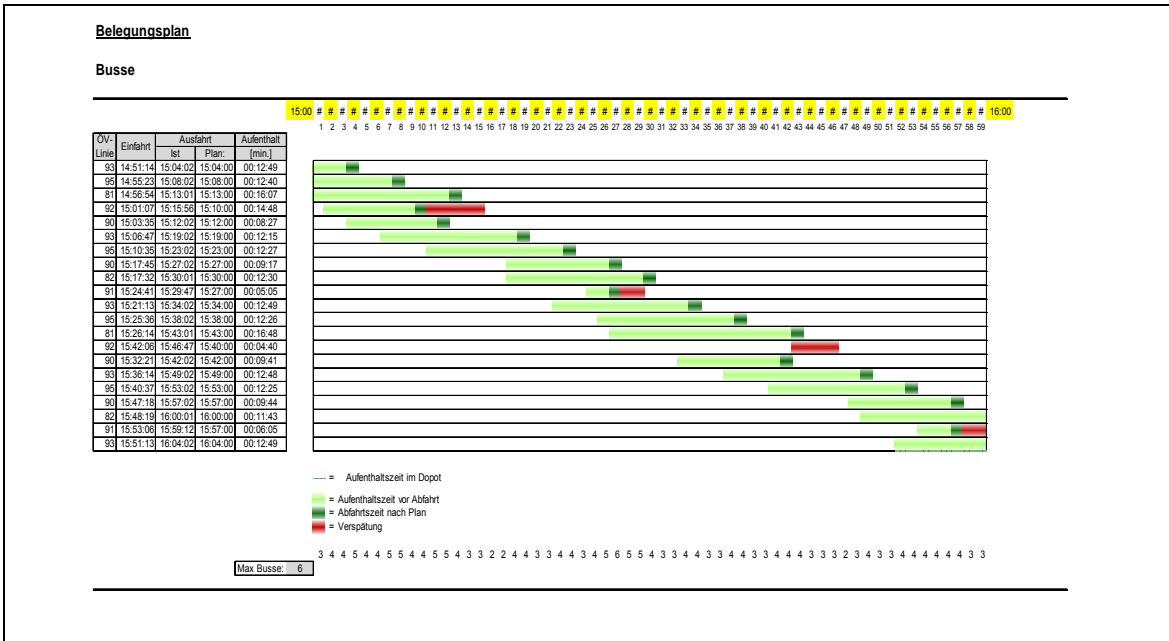 Belegungsplan
Busse
15:00 # # # # # # # # # # # # # # # # # # # # # # # # # # # # # # # # # # # # # # # # # # # # # # # # # # # # # # # # # # # 16:00
1 2 3 4 5 6 7 8 9 10 11 12 13 14 15 16 17 18 19 20 21 22 23 24 25 26 27 28 29 30 31 32 33 34 35 36 37 38 39 40 41 42 43 44 45 46 47 48 49 50 51 52 53 54 55 56 57 58 59
ÖV-Linie Einfahrt Ausfahrt Aufenthalt
Ist Plan: [min.]
93 14:51:14 15:04:02 15:04:00 00:12:49
95 14:55:23 15:08:02 15:08:00 00:12:40
81 14:56:54 15:13:01 15:13:00 00:16:07
92 15:01:07 15:15:56 15:10:00 00:14:48
90 15:03:35 15:12:02 15:12:00 00:08:27
93 15:06:47 15:19:02 15:19:00 00:12:15
95 15:10:35 15:23:02 15:23:00 00:12:27
90 15:17:45 15:27:02 15:27:00 00:09:17
82 15:17:32 15:30:01 15:30:00 00:12:30
91 15:24:41 15:29:47 15:27:00 00:05:05
93 15:21:13 15:34:02 15:34:00 00:12:49
95 15:25:36 15:38:02 15:38:00 00:12:26
81 15:26:14 15:43:01 15:43:00 00:16:48
92 15:42:06 15:46:47 15:40:00 00:04:40
90 15:32:21 15:42:02 15:42:00 00:09:41
93 15:36:14 15:49:02 15:49:00 00:12:48
95 15:40:37 15:53:02 15:53:00 00:12:25
90 15:47:18 15:57:02 15:57:00 00:09:44
82 15:48:19 16:00:01 16:00:00 00:11:43
91 15:53:06 15:59:12 15:57:00 00:06:05
93 15:51:13 16:04:02 16:04:00 00:12:49
= Aufenthaltszeit im Dopot
= Aufenthaltszeit vor Abfahrt
= Abfahrtszeit nach Plan
= Verspätung
3 4 4 5 4 4 5 5 4 4 5 5 4 3 3 2 2 4 4 3 3 3 4 3 4 5 6 5 5 4 3 3 4 4 3 4 3 3 3 4 4 4 4 3 3 3 2 3 4 3 3 4 4 4 4 4 4 3 3
Max Busse: 6